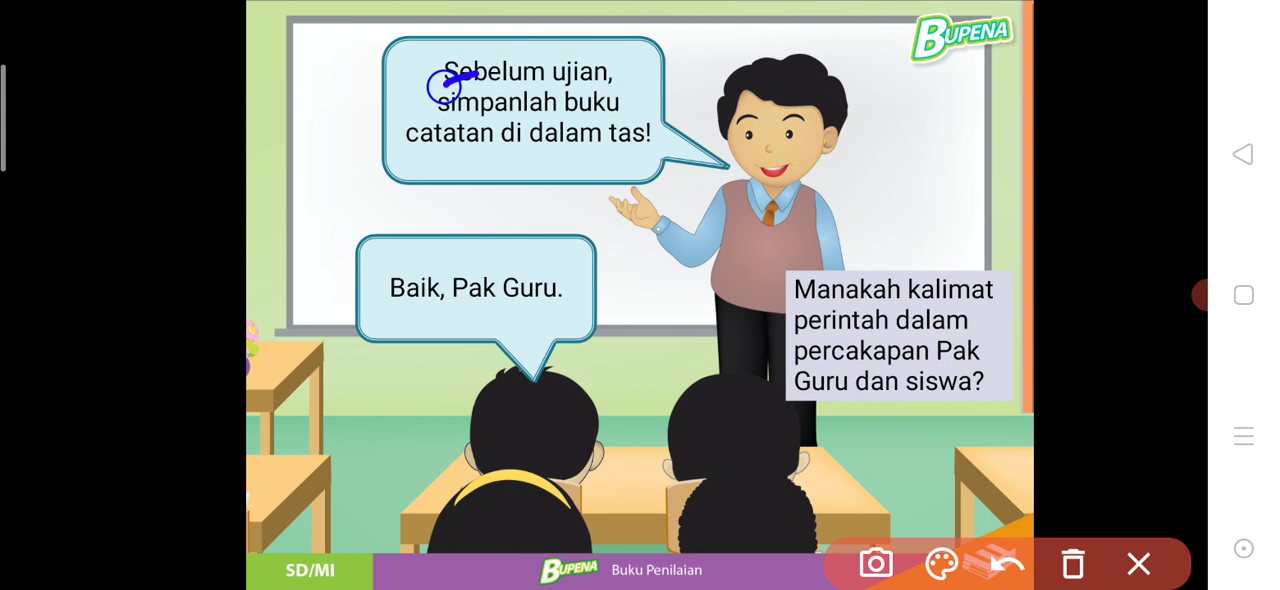 BUPENA
Sebelum ujian,
simpanlah buku
catatan di dalam tas!
Baik, Pak Guru.
Manakah kalimat
perintah dalam
percakapan Pak
Guru dan siswa?
SD/MI
BUPENA
Buku Penilaian